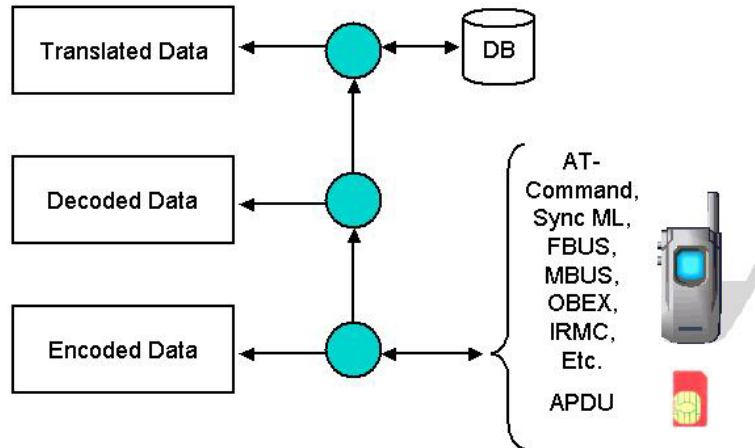 Translated Data
DB
Decoded Data
Encoded Data
AT-
Command,
Sync ML,
FBUS,
MBUS,
OBEX,
IRMC,
Etc.
APDU